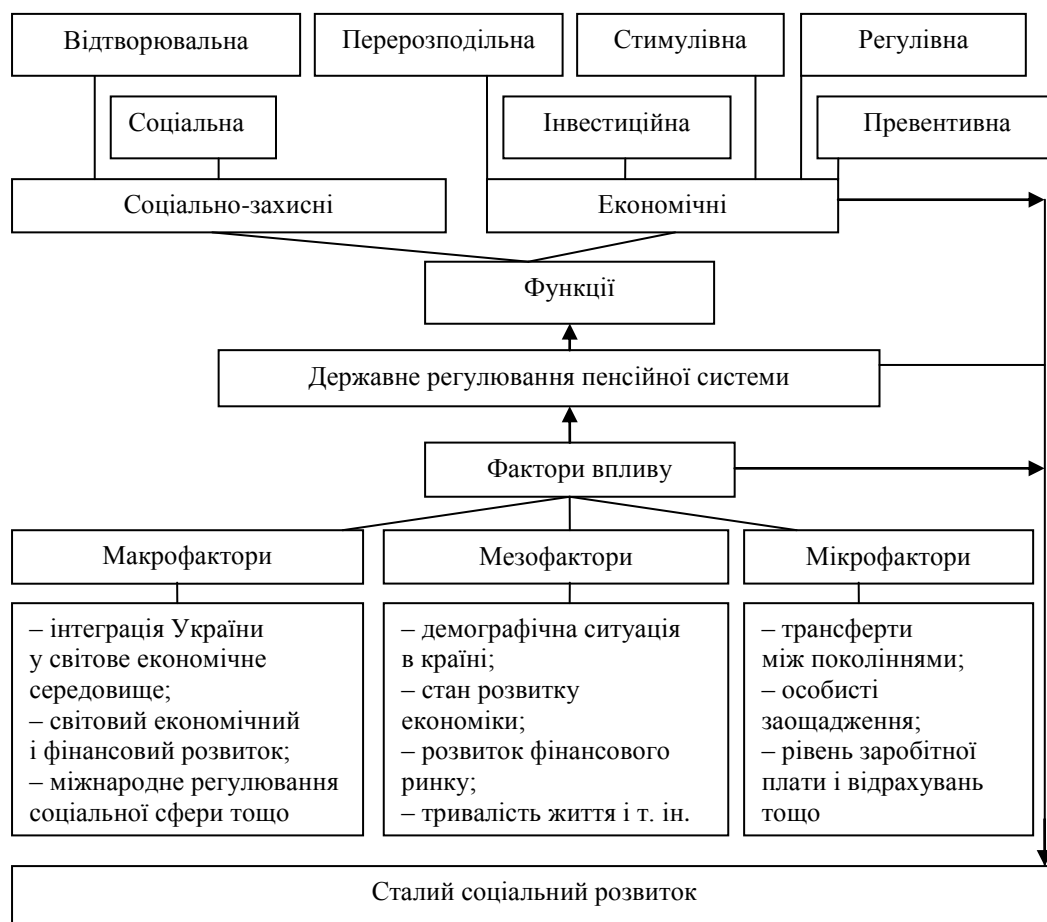 Відтворювальна
Перерозподільна
Стимулівна
Регулівна
Соціальна
Інвестиційна
Превентивна
Соціально-захисні
Економічні
Функції
Державне регулювання пенсійної системи
Фактори впливу
Макрофактори
Мезофактори
Мікрофактори
– інтеграція України
у світове економічне
середовище;
– світовий економічний
і фінансовий розвиток;
– міжнародне регулювання
соціальної сфери тощо
– демографічна ситуація
в країні;
– стан розвитку
економіки;
– розвиток фінансового
ринку;
– тривалість життя і т. ін.
– трансферти
між поколіннями;
– особисті
заощадження;
– рівень заробітної
плати і відрахувань
тощо
Сталий соціальний розвиток